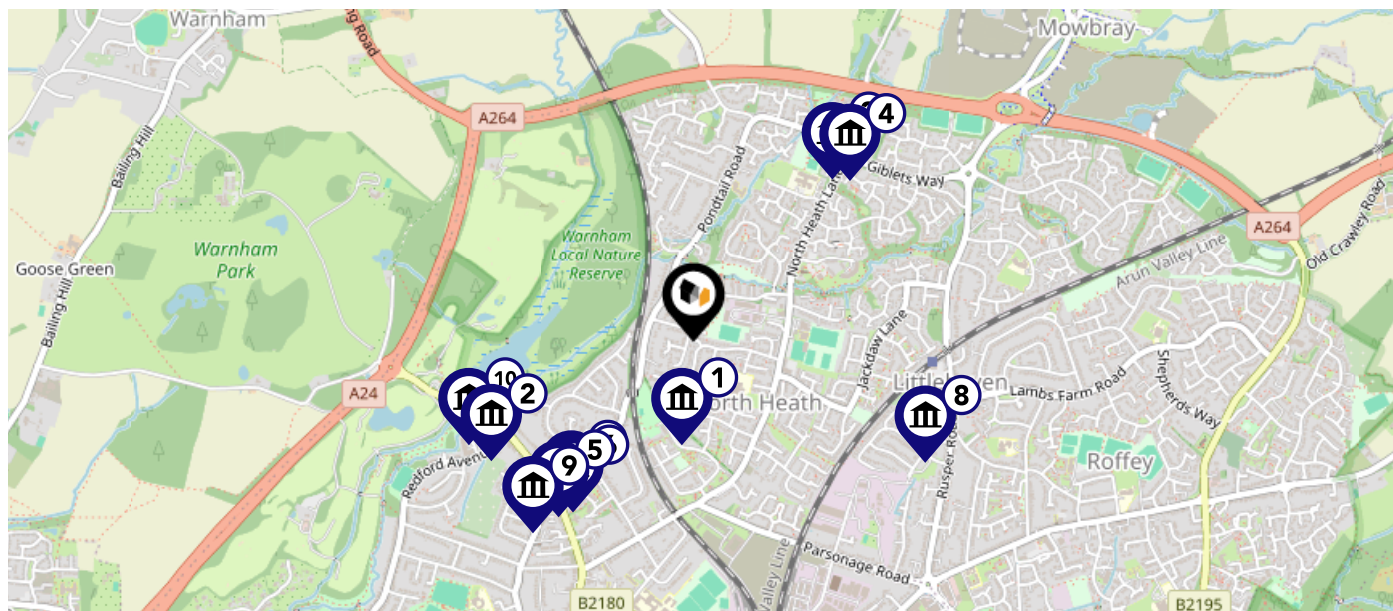 Warnham
Mowbray
ng Road
A264
4
Bailing Hill
Pondtail Road
Giblets Way
North Heath Lane
A264
Old Crawley Road
Arun Valley Line
Warnham
Park
Warnham
Local Nature
Reserve
Goose Green
Bailing Hill
Jackdaw Lane
Shepherds Way
10
2
1
A24
Littlehaven
Lambs Farm Road
8
North Heath
Rusper Road
5
9
Redford Avenue
Roffey
Parsonage Road
Valley Line
B2180
B2195